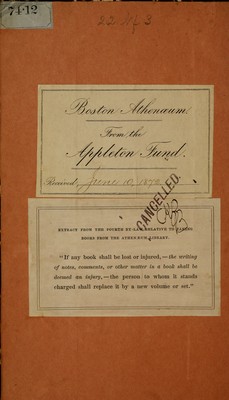 74-12
Boston Athenæum
From the
Appleton Fund.
Received, June
CANCELLED.
EXTRACT FROM THE FOURTH BY-LAW RELATIVE TO TAKING
BOOKS FROM THE ATHENÆUM LIBRARY.
"If any book shall be lost or injured,—the writing
of notes, comments, or other matter in a book shall be
deemed an injury,—the person to whom it stands
charged shall replace it by a new volume or set."